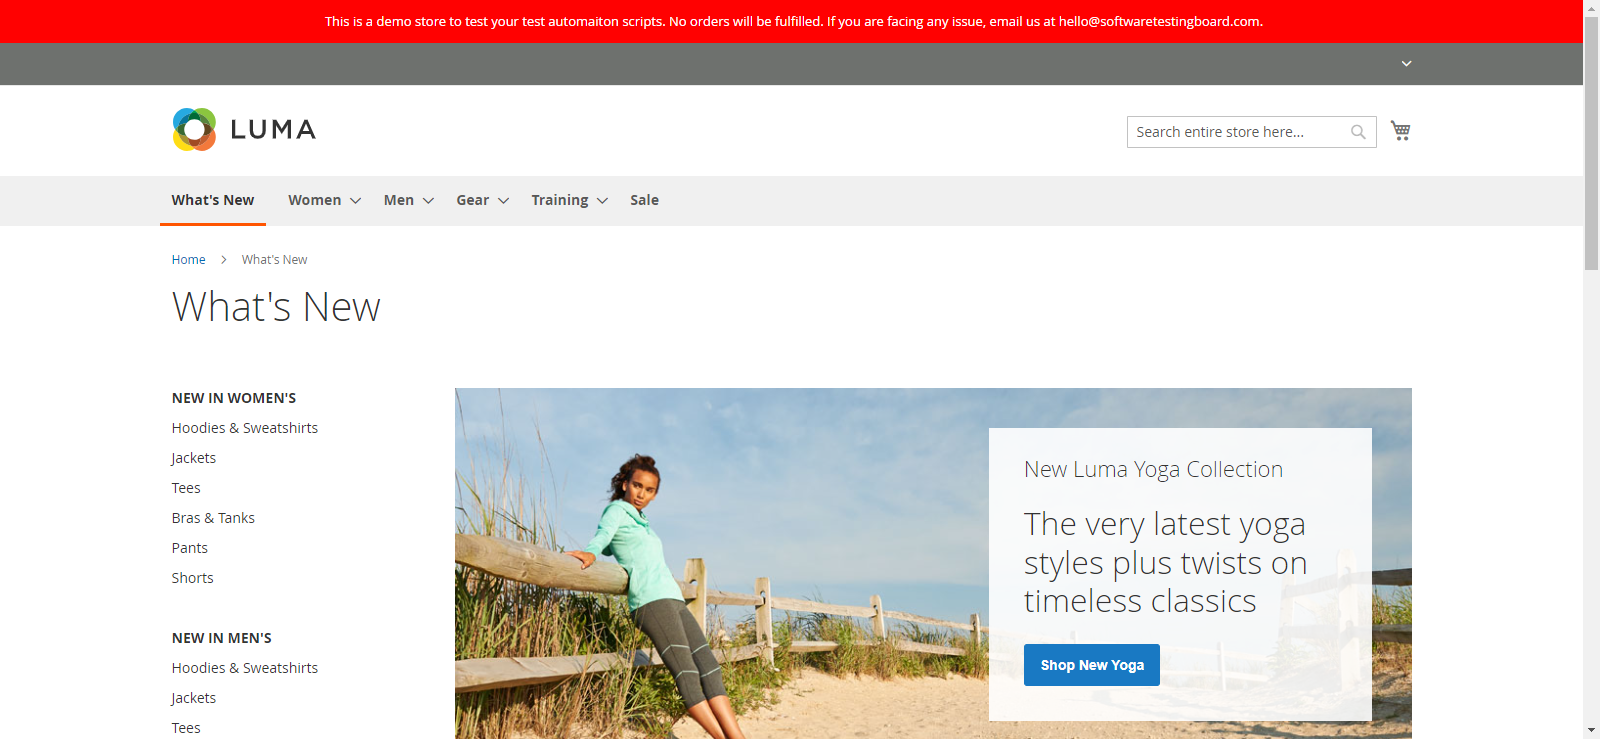 This is a demo store to test your test automaiton scripts. No orders will be fulfilled. If you are facing any issue, email us at hello@softwaretestingboard.com.
LUMA
Search entire store here...
What's New Women Men Gear Training Sale
Home > What's New
What's New
NEW IN WOMEN'S
Hoodies & Sweatshirts
Jackets
Tees
Bras & Tanks
Pants
Shorts
NEW IN MEN'S
Hoodies & Sweatshirts
Jackets
Tees
New Luma Yoga Collection
The very latest yoga
styles plus twists on
timeless classics
Shop New Yoga